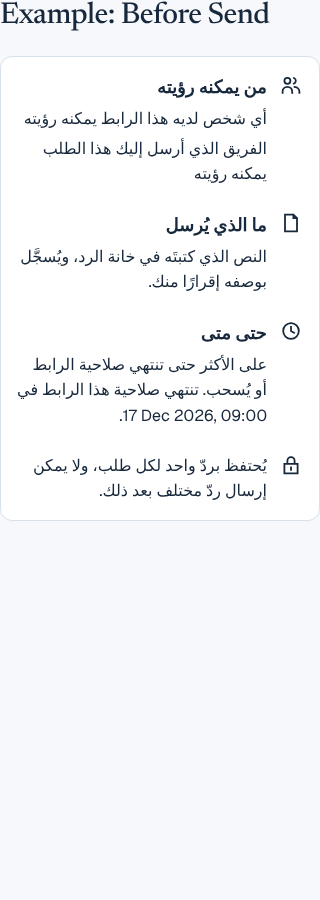 Example: Before Send
من يمكنه رؤيته
أي شخص لديه هذا الرابط يمكنه رؤيته
الفريق الذي أرسل إليك هذا الطلب
يمكنه رؤيته
ما الذي يُرسل
النص الذي كتبتَه في خانة الرد، ويُسجَّل
بوصفه إقرارًا منك.
حتى متى
على الأكثر حتى تنتهي صلاحية الرابط
أو يُسحب. تنتهي صلاحية هذا الرابط في
17 Dec 2026, 09:00.
يُحتفظ بردّ واحد لكل طلب، ولا يمكن
إرسال ردّ مختلف بعد ذلك.